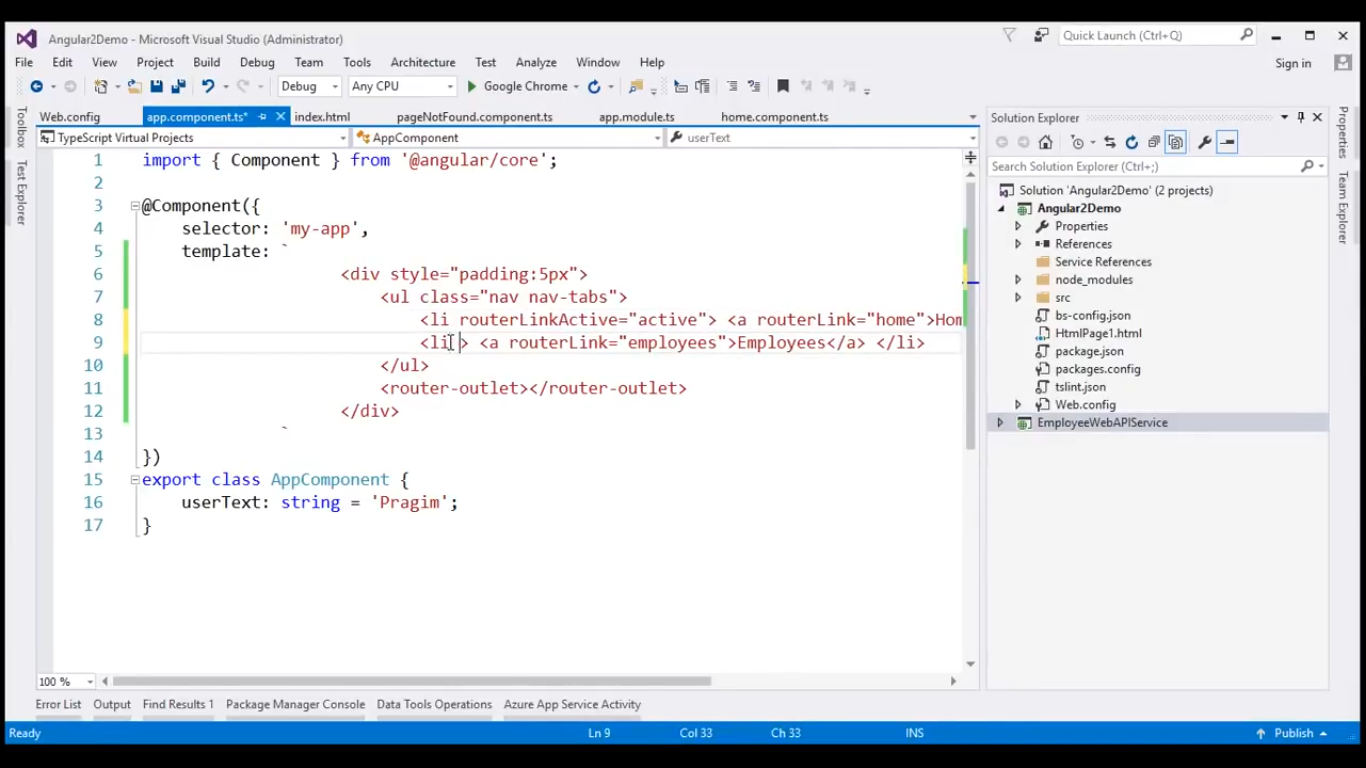 Angular2Demo - Microsoft Visual Studio (Administrator)
Quick Launch (Ctrl+Q)
File Edit View Project Build Debug Team Tools Architecture Test Analyze Window Help
Sign in
Debug Any CPU Google Chrome
Toolbox
Test Explorer
Web.config app.component.ts* index.html pageNotFound.component.ts app.module.ts home.component.ts
TypeScript Virtual Projects AppComponent userText
1 import { Component } from '@angular/core';
2
3 @Component({
4 selector: 'my-app',
5 template: `
6 <div style="padding:5px">
7 <ul class="nav nav-tabs">
8 <li routerLinkActive="active"> <a routerLink="home">Hom
9 <li > <a routerLink="employees">Employees</a> </li>
10 </ul>
11 <router-outlet></router-outlet>
12 </div>
13 `
14 })
15 export class AppComponent {
16 userText: string = 'Pragim';
17 }
100 %
Solution Explorer
Search Solution Explorer (Ctrl+;)
Solution 'Angular2Demo' (2 projects)
Angular2Demo
Properties
References
Service References
node_modules
src
bs-config.json
HtmlPage1.html
package.json
packages.config
tslint.json
Web.config
EmployeeWebAPIService
Properties
Team Explorer
Error List Output Find Results 1 Package Manager Console Data Tools Operations Azure App Service Activity
Ready Ln 9 Col 33 Ch 33 INS Publish